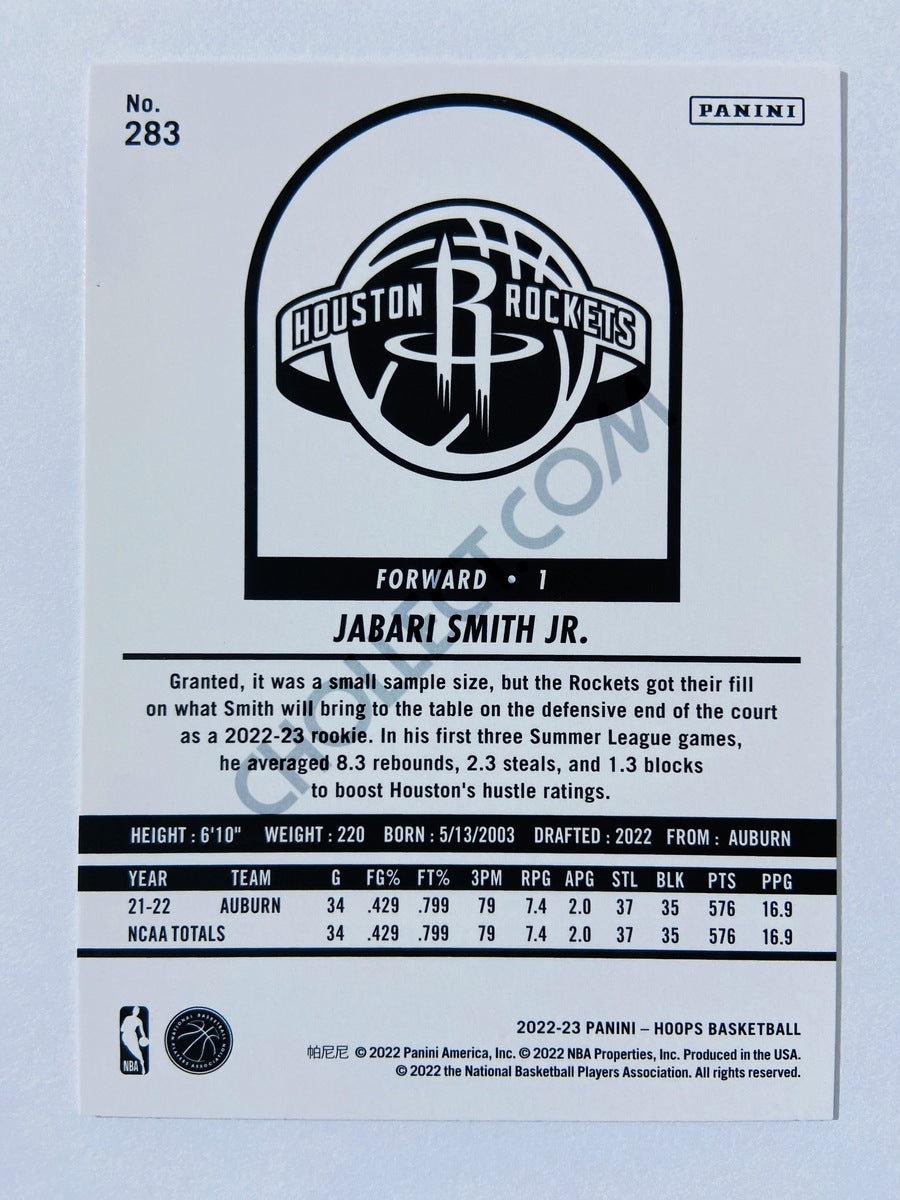 No.
283
PANINI
HOUSTON R ROCKETS
FORWARD • 1
JABARI SMITH JR.
Granted, it was a small sample size, but the Rockets got their fill
on what Smith will bring to the table on the defensive end of the court
as a 2022-23 rookie. In his first three Summer League games,
he averaged 8.3 rebounds, 2.3 steals, and 1.3 blocks
to boost Houston's hustle ratings.
HEIGHT : 6'10" WEIGHT : 220 BORN : 5/13/2003 DRAFTED : 2022 FROM : AUBURN
YEAR TEAM G FG% FT% 3PM RPG APG STL BLK PTS PPG
21-22 AUBURN 34 .429 .799 79 7.4 2.0 37 35 576 16.9
NCAA TOTALS 34 .429 .799 79 7.4 2.0 37 35 576 16.9
NBA
NATIONAL BASKETBALL PLAYERS ASSOCIATION
2022-23 PANINI – HOOPS BASKETBALL
帕尼尼 © 2022 Panini America, Inc. © 2022 NBA Properties, Inc. Produced in the USA.
© 2022 the National Basketball Players Association. All rights reserved.
CHOLLECT.COM